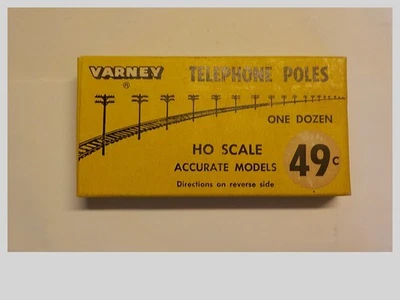 VARNEY TELEPHONE POLES
®
ONE DOZEN
HO SCALE
ACCURATE MODELS 49c
Directions on reverse side